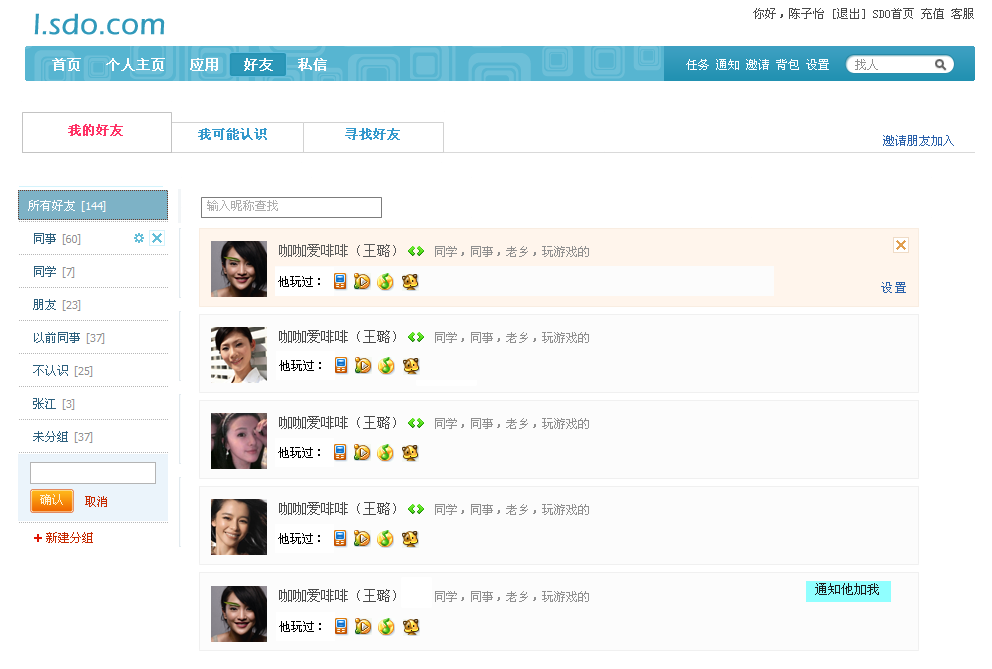 你好，陈子怡 [退出] SDO首页 充值 客服
l.sdo.com
首页 个人主页 应用 好友 私信 任务 通知 邀请 背包 设置 找人
我的好友 我可能认识 寻找好友 邀请朋友加入
所有好友 [144]
同事 [60]
同学 [7]
朋友 [23]
以前同事 [37]
不认识 [25]
张江 [3]
未分组 [37]
确认 取消
+新建分组
输入昵称查找
咖咖爱啡啡（王璐） 同学，同事，老乡，玩游戏的
他玩过：
设置
咖咖爱啡啡（王璐） 同学，同事，老乡，玩游戏的
他玩过：
咖咖爱啡啡（王璐） 同学，同事，老乡，玩游戏的
他玩过：
咖咖爱啡啡（王璐） 同学，同事，老乡，玩游戏的
他玩过：
咖咖爱啡啡（王璐） 同学，同事，老乡，玩游戏的 通知他加我
他玩过：